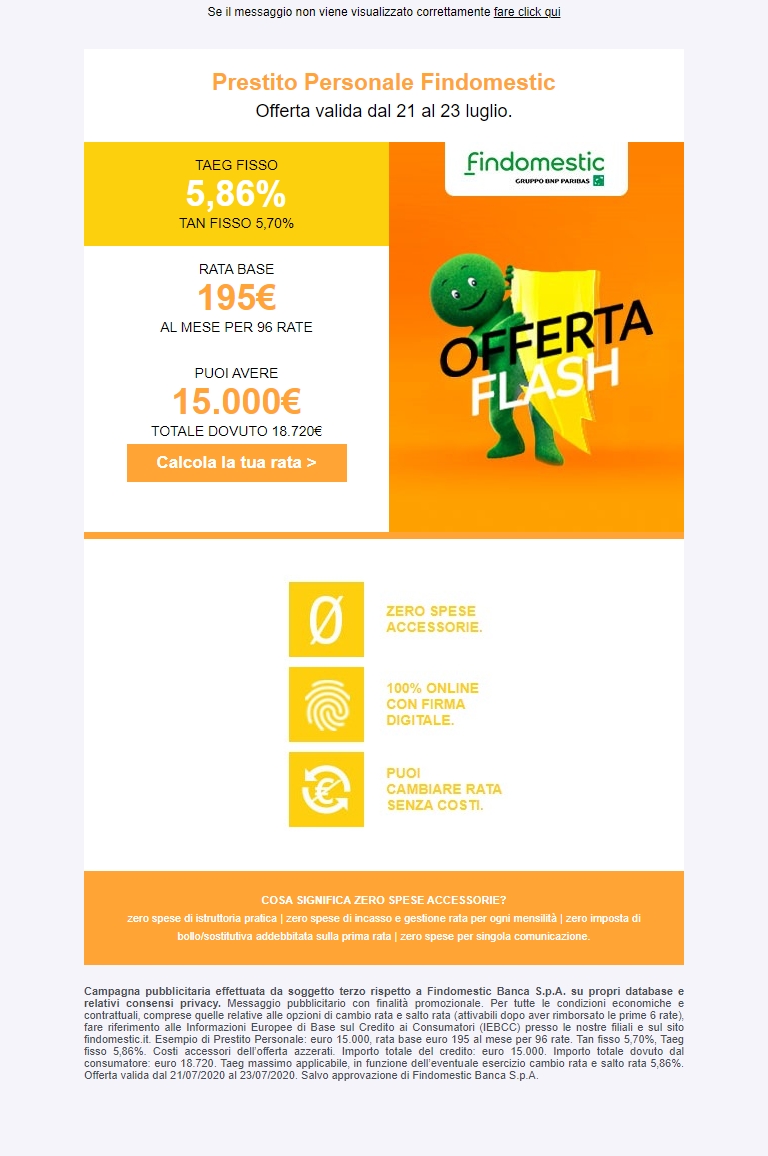 Se il messaggio non viene visualizzato correttamente fare click qui
Prestito Personale Findomestic
Offerta valida dal 21 al 23 luglio.
TAEG FISSO
5,86%
TAN FISSO 5,70%
RATA BASE
195€
AL MESE PER 96 RATE
PUOI AVERE
15.000€
TOTALE DOVUTO 18.720€
Calcola la tua rata >
findomestic
GRUPPO BNP PARIBAS
OFFERTA
FLASH
ZERO SPESE
ACCESSORIE.
100% ONLINE
CON FIRMA
DIGITALE.
PUOI
CAMBIARE RATA
SENZA COSTI.
COSA SIGNIFICA ZERO SPESE ACCESSORIE?
zero spese di istruttoria pratica | zero spese di incasso e gestione rata per ogni mensilità | zero imposta di
bollo/sostitutiva addebbitata sulla prima rata | zero spese per singola comunicazione.
Campagna pubblicitaria effettuata da soggetto terzo rispetto a Findomestic Banca S.p.A. su propri database e
relativi consensi privacy. Messaggio pubblicitario con finalità promozionale. Per tutte le condizioni economiche e
contrattuali, comprese quelle relative alle opzioni di cambio rata e salto rata (attivabili dopo aver rimborsato le prime 6 rate),
fare riferimento alle Informazioni Europee di Base sul Credito ai Consumatori (IEBCC) presso le nostre filiali e sul sito
findomestic.it. Esempio di Prestito Personale: euro 15.000, rata base euro 195 al mese per 96 rate. Tan fisso 5,70%, Taeg
fisso 5,86%. Costi accessori dell'offerta azzerati. Importo totale del credito: euro 15.000. Importo totale dovuto dal
consumatore: euro 18.720. Taeg massimo applicabile, in funzione dell'eventuale esercizio cambio rata e salto rata 5,86%.
Offerta valida dal 21/07/2020 al 23/07/2020. Salvo approvazione di Findomestic Banca S.p.A.